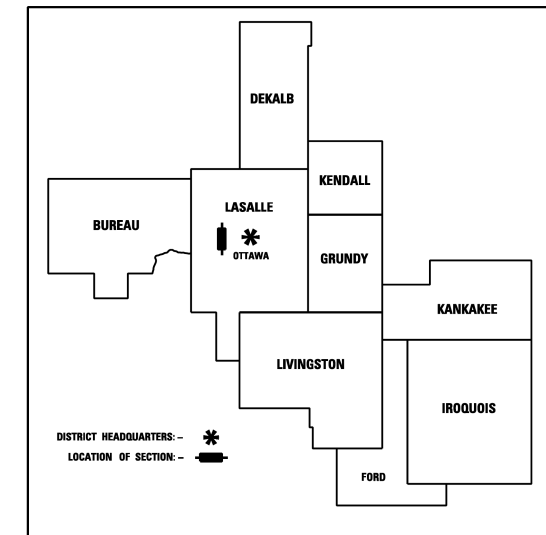 DEKALB
KENDALL
LASALLE
BUREAU
OTTAWA
GRUNDY
KANKAKEE
LIVINGSTON
IROQUOIS
DISTRICT HEADQUARTERS: –
LOCATION OF SECTION: –
FORD